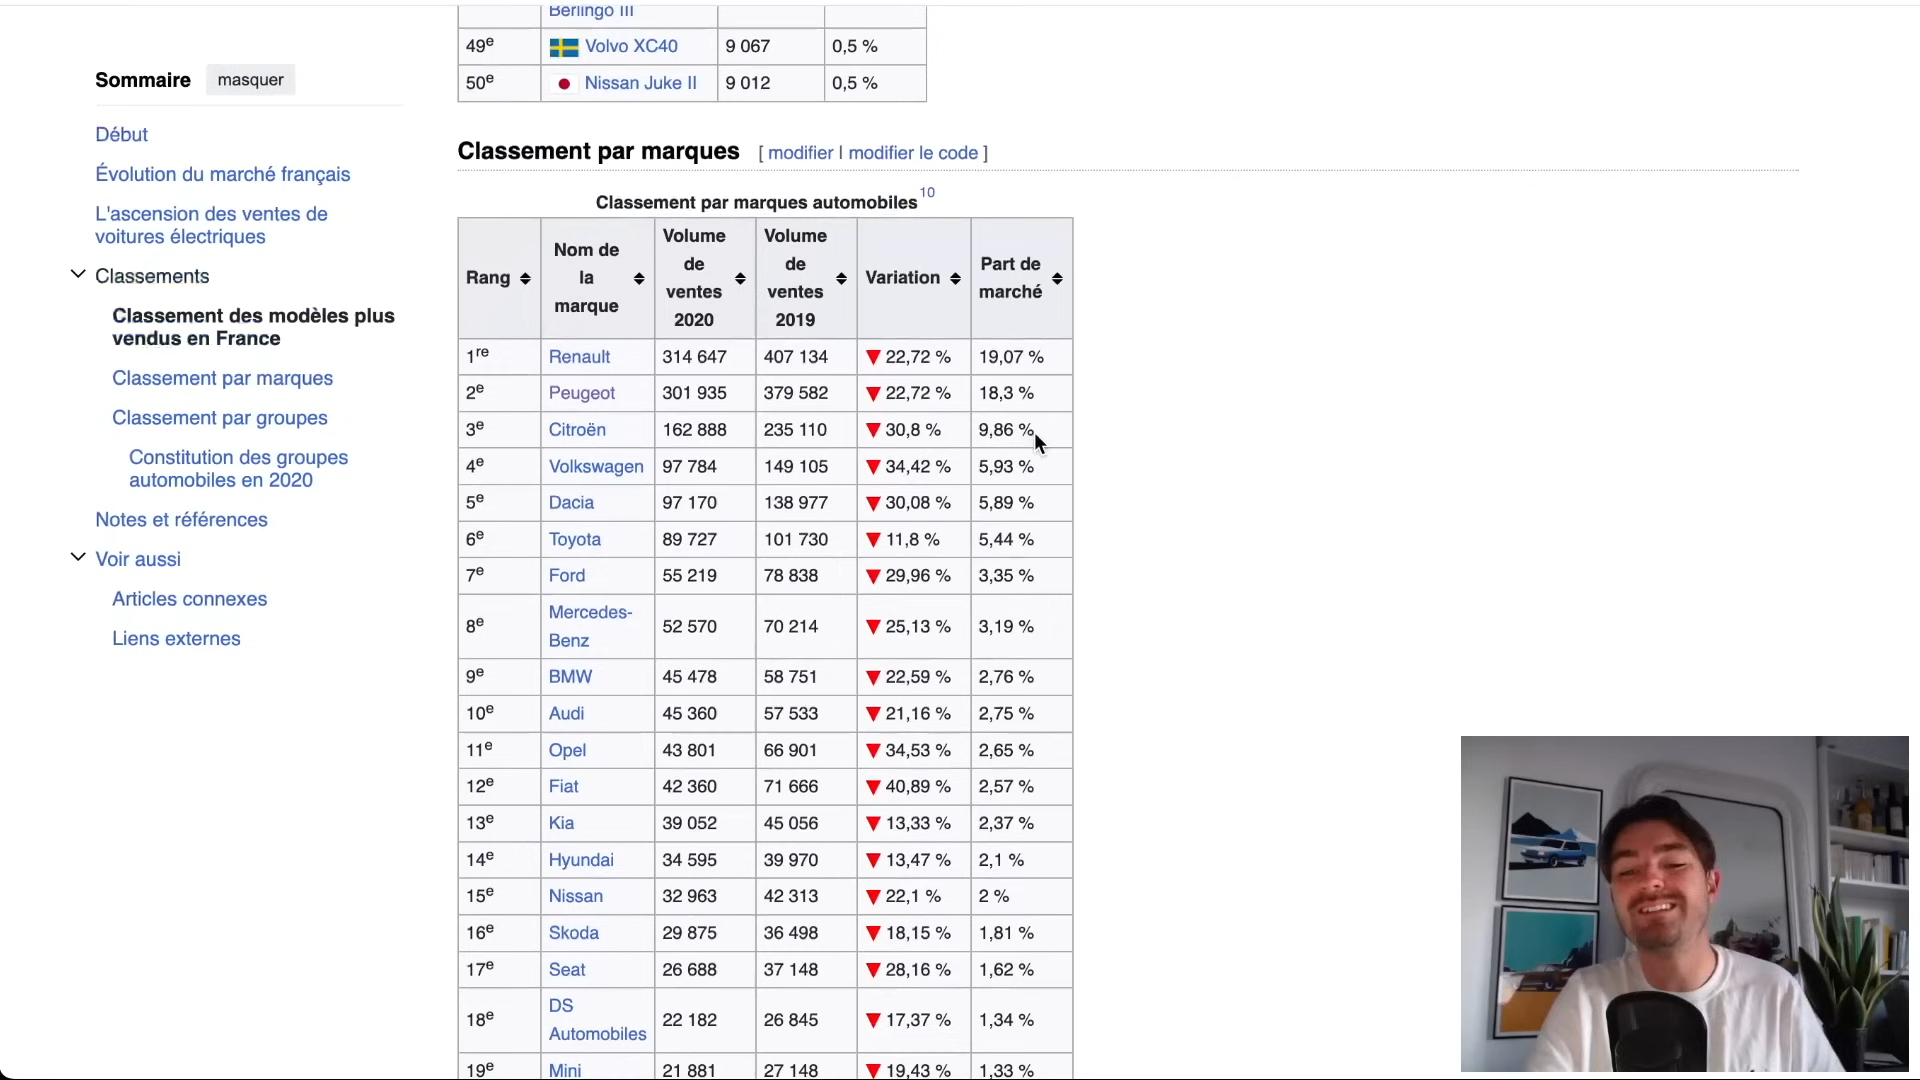 Berlingo III
49e Volvo XC40 9 067 0,5 %
50e Nissan Juke II 9 012 0,5 %
Sommaire masquer
Début
Évolution du marché français
L'ascension des ventes de
voitures électriques
Classements
Classement des modèles plus
vendus en France
Classement par marques
Classement par groupes
Constitution des groupes
automobiles en 2020
Notes et références
Voir aussi
Articles connexes
Liens externes
Classement par marques [ modifier | modifier le code ]
Classement par marques automobiles 10
Rang
Nom de
la
marque
Volume
de
ventes
2020
Volume
de
ventes
2019
Variation
Part de
marché
1re Renault 314 647 407 134 ▼ 22,72 % 19,07 %
2e Peugeot 301 935 379 582 ▼ 22,72 % 18,3 %
3e Citroën 162 888 235 110 ▼ 30,8 % 9,86 %
4e Volkswagen 97 784 149 105 ▼ 34,42 % 5,93 %
5e Dacia 97 170 138 977 ▼ 30,08 % 5,89 %
6e Toyota 89 727 101 730 ▼ 11,8 % 5,44 %
7e Ford 55 219 78 838 ▼ 29,96 % 3,35 %
8e Mercedes-
Benz 52 570 70 214 ▼ 25,13 % 3,19 %
9e BMW 45 478 58 751 ▼ 22,59 % 2,76 %
10e Audi 45 360 57 533 ▼ 21,16 % 2,75 %
11e Opel 43 801 66 901 ▼ 34,53 % 2,65 %
12e Fiat 42 360 71 666 ▼ 40,89 % 2,57 %
13e Kia 39 052 45 056 ▼ 13,33 % 2,37 %
14e Hyundai 34 595 39 970 ▼ 13,47 % 2,1 %
15e Nissan 32 963 42 313 ▼ 22,1 % 2 %
16e Skoda 29 875 36 498 ▼ 18,15 % 1,81 %
17e Seat 26 688 37 148 ▼ 28,16 % 1,62 %
18e DS
Automobiles 22 182 26 845 ▼ 17,37 % 1,34 %
19e Mini 21 881 27 148 ▼ 19,43 % 1,33 %